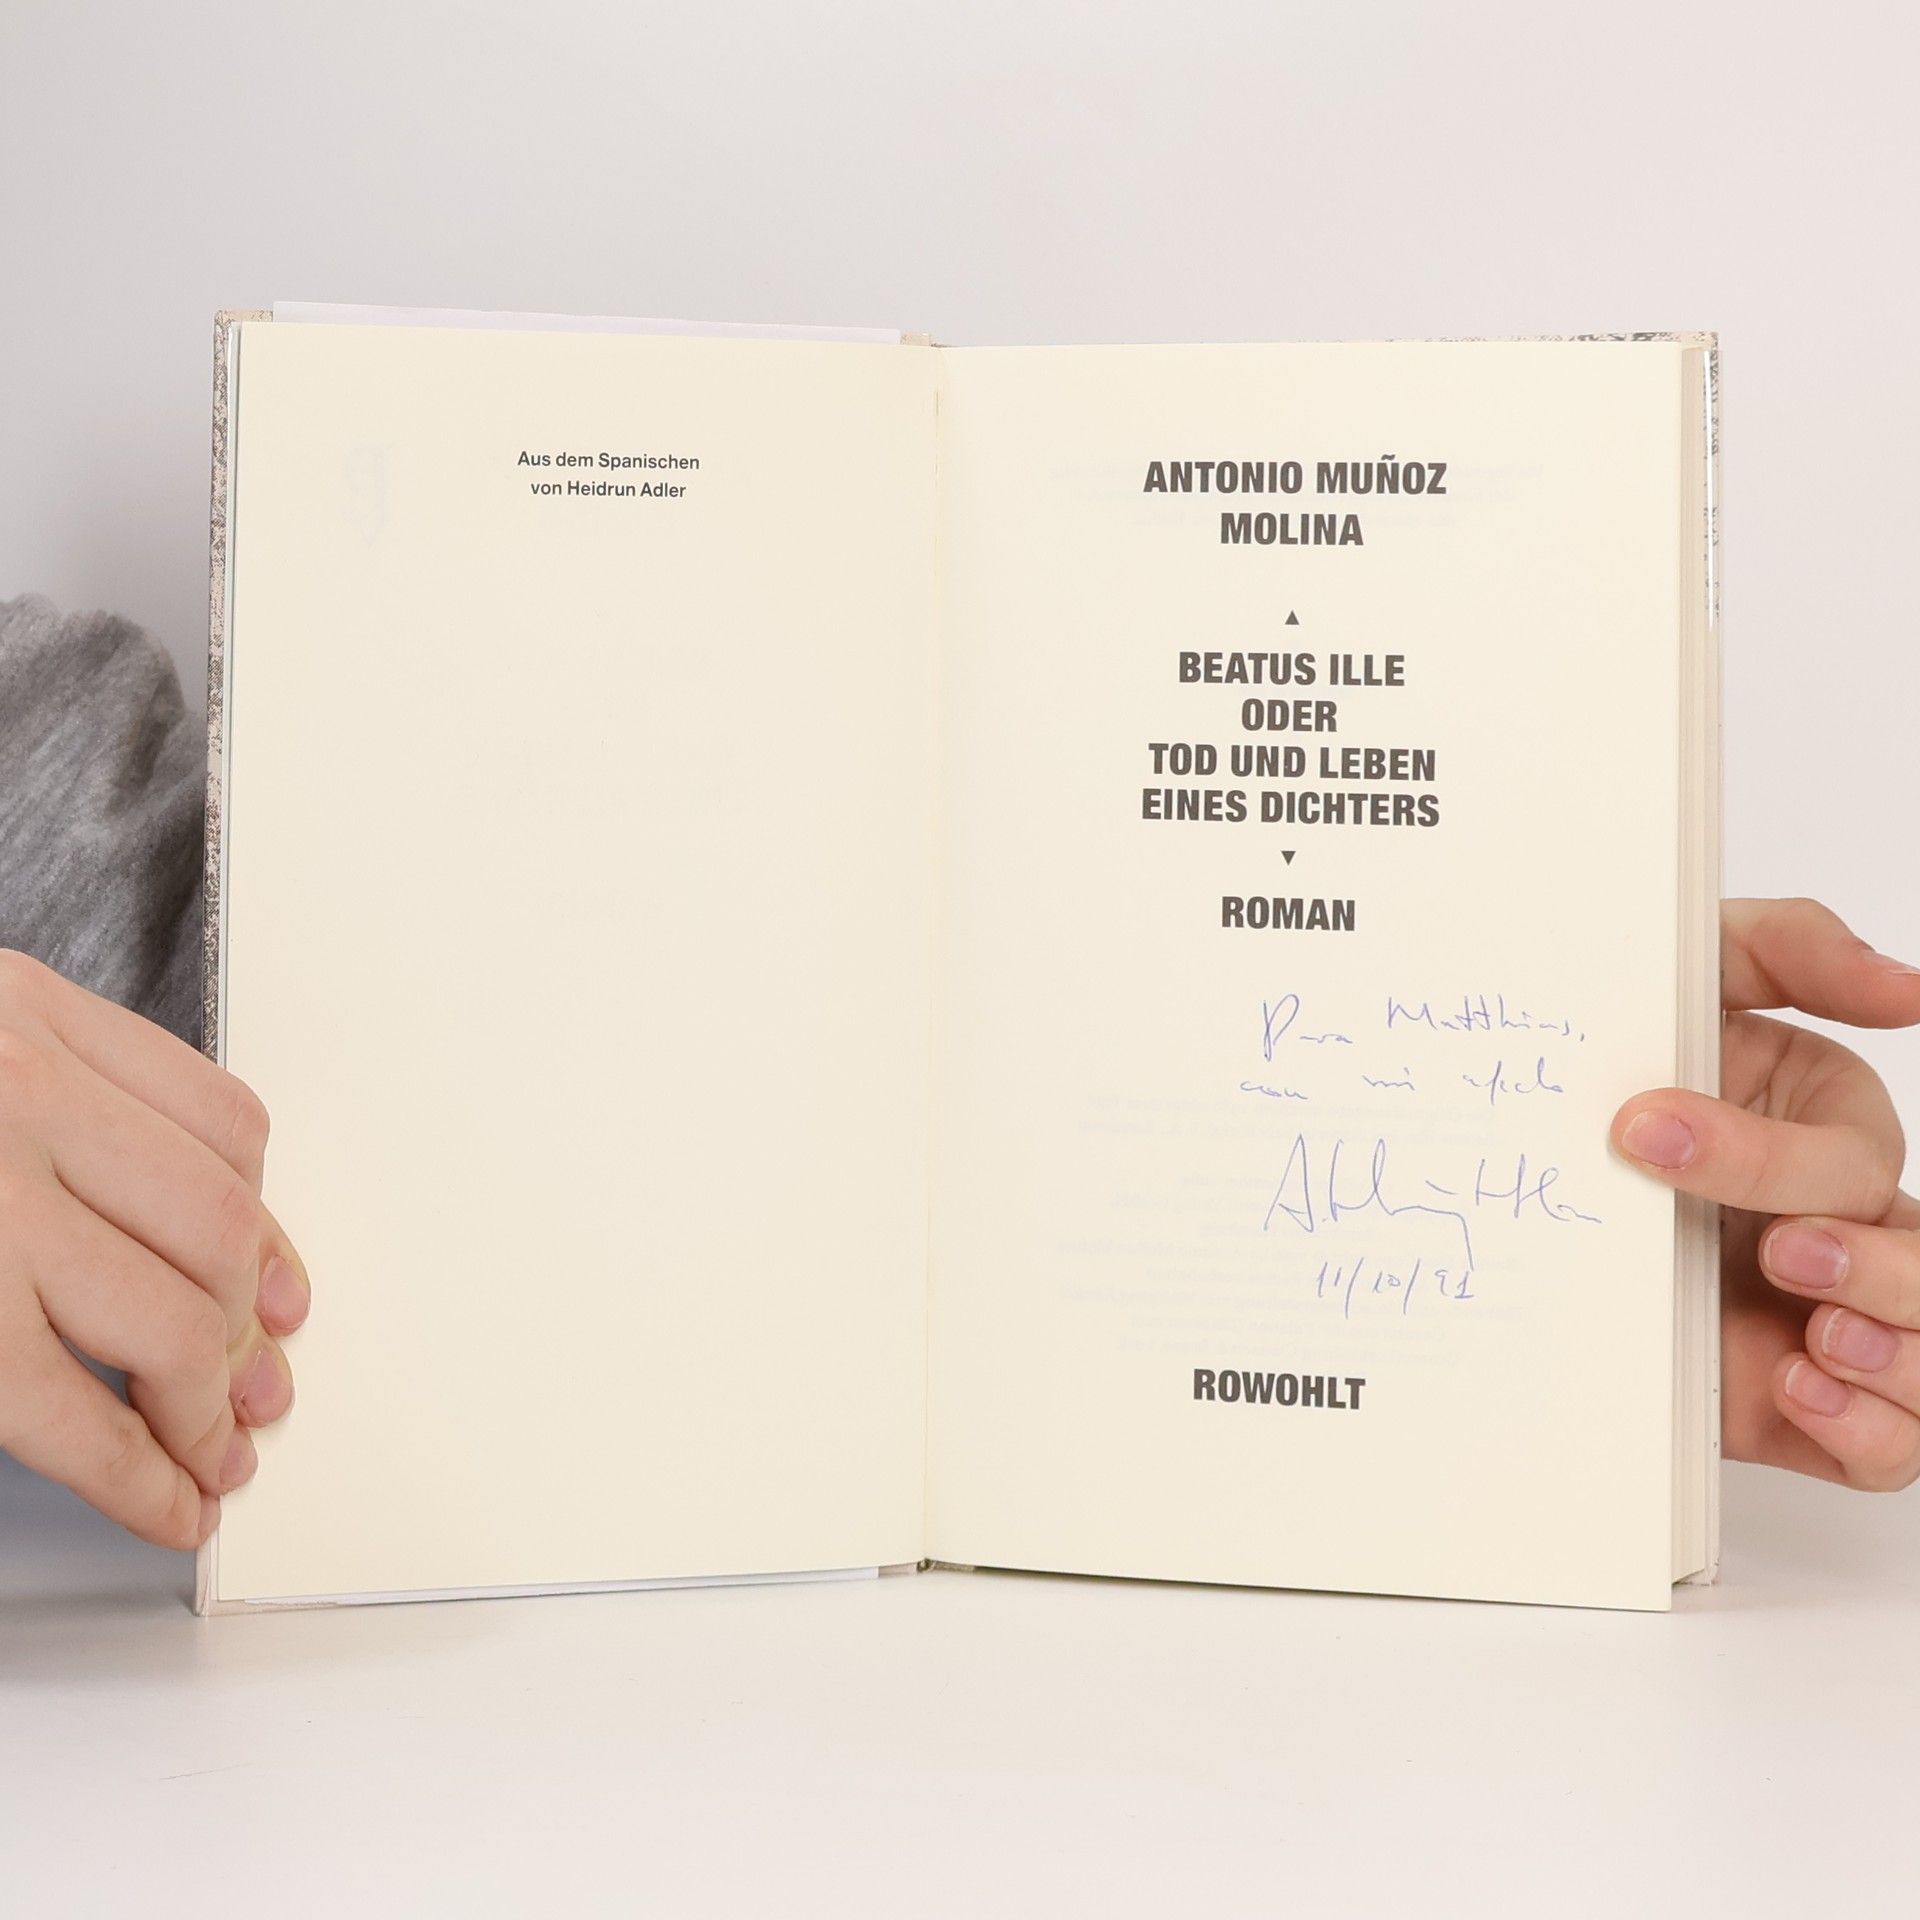 Aus dem Spanischen
von Heidrun Adler
ANTONIO MUÑOZ
MOLINA
▲
BEATUS ILLE
ODER
TOD UND LEBEN
EINES DICHTERS
▼
ROMAN
Para Matthias,
con mi afecto
11/10/91
ROWOHLT